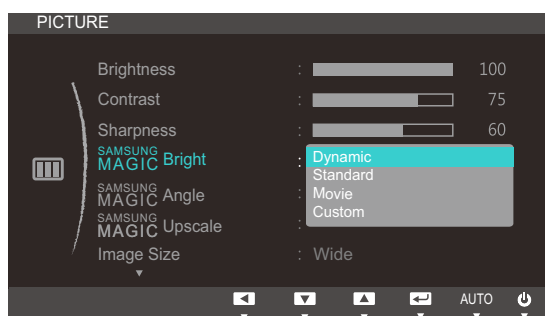 PICTURE
Brightness : 100
Contrast : 75
Sharpness : 60
SAMSUNG MAGIC Bright : Dynamic
Standard
SAMSUNG MAGIC Angle : Movie
Custom
SAMSUNG MAGIC Upscale :
Image Size : Wide
AUTO